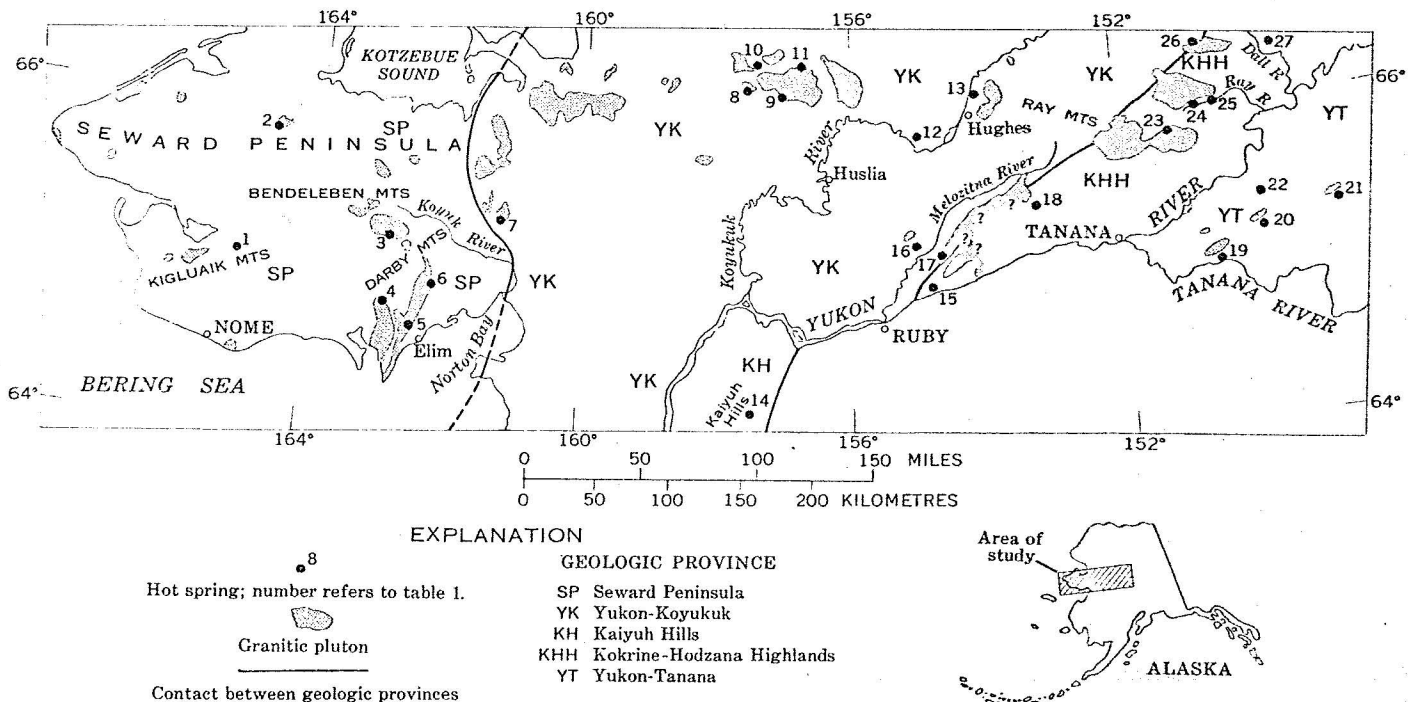 164° 160° 156° 152°
66°
KOTZEBUE
SOUND
SEWARD PENINSULA
SP
2
BENDELEBEN MTS
Koyuk River
1
KIGLUAIK MTS
SP
3
DARBY MTS
4
6
SP
5
7
NOME
Elim
Norton Bay
BERING SEA
64°
YK
YK
10
11
8
9
YK
13
Hughes
12
River
Huslia
Koyukuk
YK
YK
KH
Kaiyuh
Hills
14
YUKON
RUBY
Melozitna River
16
17
15
18
? ? ? ?
KHH
TANANA
RIVER
RAY MTS
YK
26
KHH
27
Dall R
Ray R
66°
25
24
23
YT
22
21
YT
20
19
TANANA RIVER
64°
164° 160° 156° 152°
0 50 100 150 MILES
0 50 100 150 200 KILOMETRES
EXPLANATION
8
Hot spring; number refers to table 1.
Granitic pluton
Contact between geologic provinces
GEOLOGIC PROVINCE
SP Seward Peninsula
YK Yukon-Koyukuk
KH Kaiyuh Hills
KHH Kokrine-Hodzana Highlands
YT Yukon-Tanana
Area of
study
ALASKA